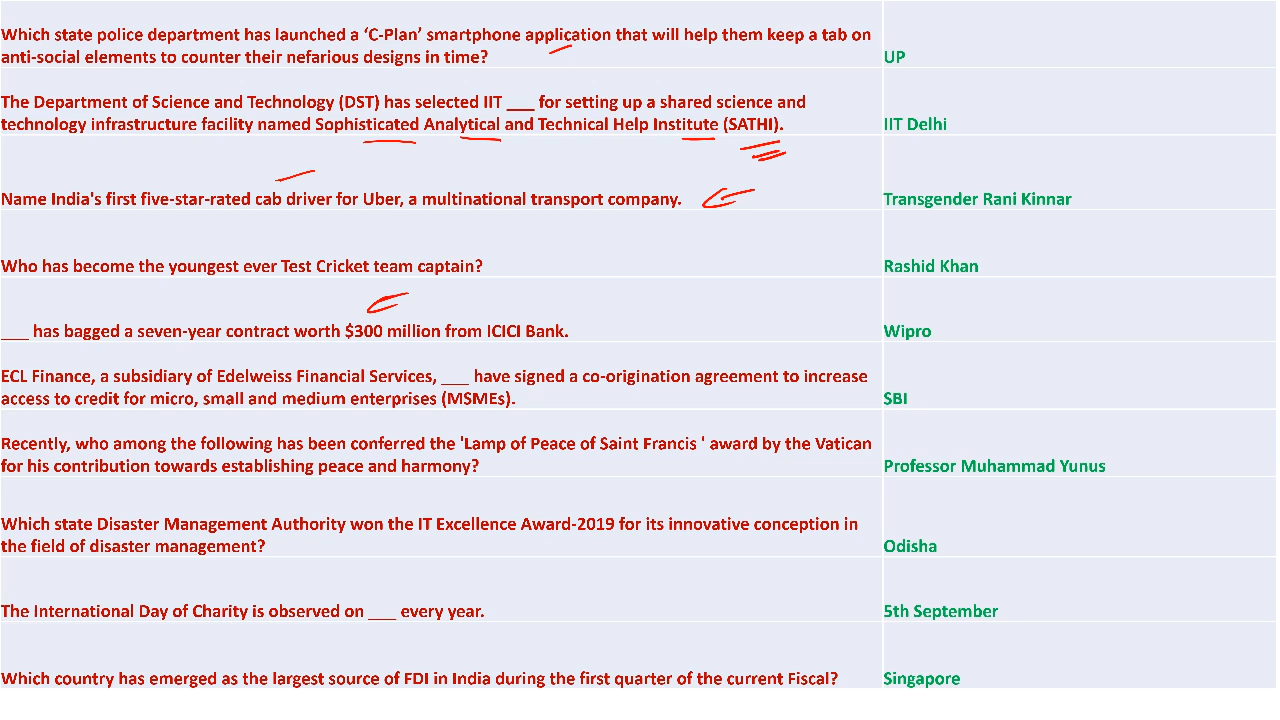 Which state police department has launched a ‘C-Plan’ smartphone application that will help them keep a tab on
anti-social elements to counter their nefarious designs in time?
UP
The Department of Science and Technology (DST) has selected IIT ___ for setting up a shared science and
technology infrastructure facility named Sophisticated Analytical and Technical Help Institute (SATHI).
IIT Delhi
Name India's first five-star-rated cab driver for Uber, a multinational transport company.
Transgender Rani Kinnar
Who has become the youngest ever Test Cricket team captain?
Rashid Khan
___ has bagged a seven-year contract worth $300 million from ICICI Bank.
Wipro
ECL Finance, a subsidiary of Edelweiss Financial Services, ___ have signed a co-origination agreement to increase
access to credit for micro, small and medium enterprises (MSMEs).
SBI
Recently, who among the following has been conferred the 'Lamp of Peace of Saint Francis ' award by the Vatican
for his contribution towards establishing peace and harmony?
Professor Muhammad Yunus
Which state Disaster Management Authority won the IT Excellence Award-2019 for its innovative conception in
the field of disaster management?
Odisha
The International Day of Charity is observed on ___ every year.
5th September
Which country has emerged as the largest source of FDI in India during the first quarter of the current Fiscal?
Singapore